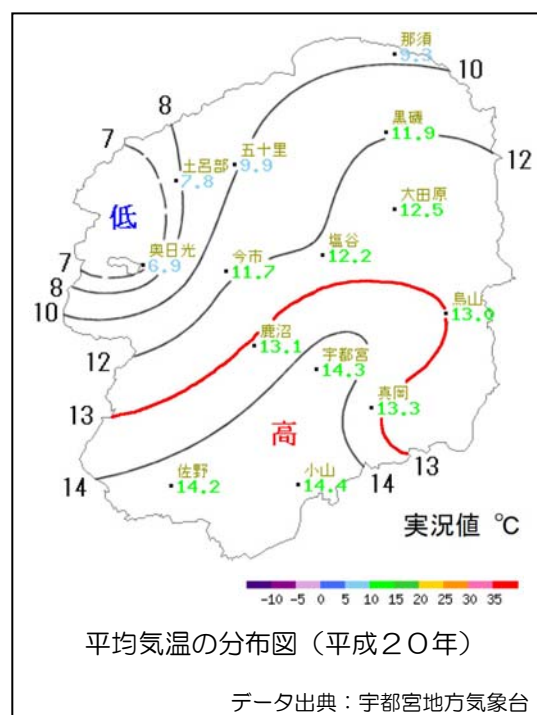 那須
9.3
10
8
黒磯
11.9
7
五十里
9.9
土呂部
7.8
12
大田原
12.5
低
塩谷
12.2
奥日光
6.9
今市
11.7
7
8
10
烏山
13.0
鹿沼
13.1
12
宇都宮
14.3
真岡
13.3
13
高
13
14
佐野
14.2
小山
14.4
14
実況値 ℃
-10 -5 0 5 10 15 20 25 30 35
平均気温の分布図(平成20年)
データ出典:宇都宮地方気象台